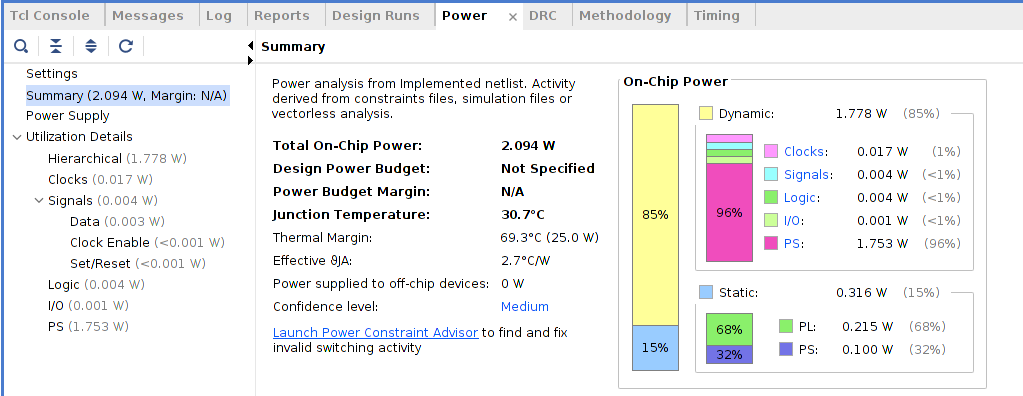 Tcl Console Messages Log Reports Design Runs Power × DRC Methodology Timing
Summary
Settings
Summary (2.094 W, Margin: N/A)
Power Supply
Utilization Details
Hierarchical (1.778 W)
Clocks (0.017 W)
Signals (0.004 W)
Data (0.003 W)
Clock Enable (<0.001 W)
Set/Reset (<0.001 W)
Logic (0.004 W)
I/O (0.001 W)
PS (1.753 W)
Power analysis from Implemented netlist. Activity
derived from constraints files, simulation files or
vectorless analysis.
Total On-Chip Power: 2.094 W
Design Power Budget: Not Specified
Power Budget Margin: N/A
Junction Temperature: 30.7°C
Thermal Margin: 69.3°C (25.0 W)
Effective ϑJA: 2.7°C/W
Power supplied to off-chip devices: 0 W
Confidence level: Medium
Launch Power Constraint Advisor to find and fix
invalid switching activity
On-Chip Power
85%
15%
Dynamic: 1.778 W (85%)
96%
Clocks: 0.017 W (1%)
Signals: 0.004 W (<1%)
Logic: 0.004 W (<1%)
I/O: 0.001 W (<1%)
PS: 1.753 W (96%)
Static: 0.316 W (15%)
68%
32%
PL: 0.215 W (68%)
PS: 0.100 W (32%)